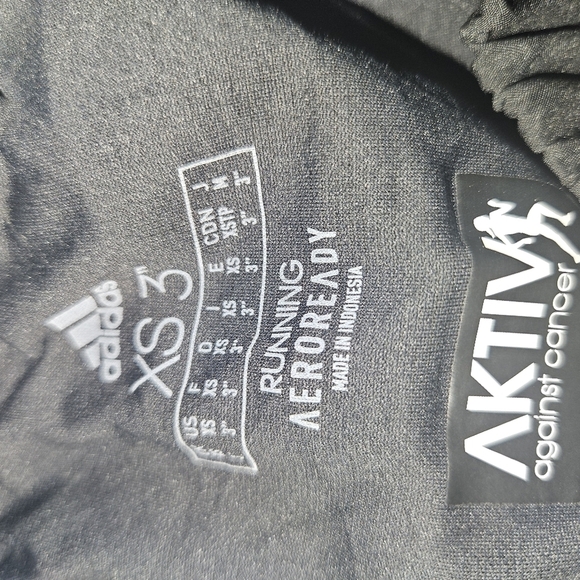 adidas
XS 3"
US F D I E CDN J
XS XS XS XS XS XSTP M
3" 3" 3" 3" 3" 3" 3"
RUNNING
AEROREADY
MADE IN INDONESIA
AKTIV
against cancer